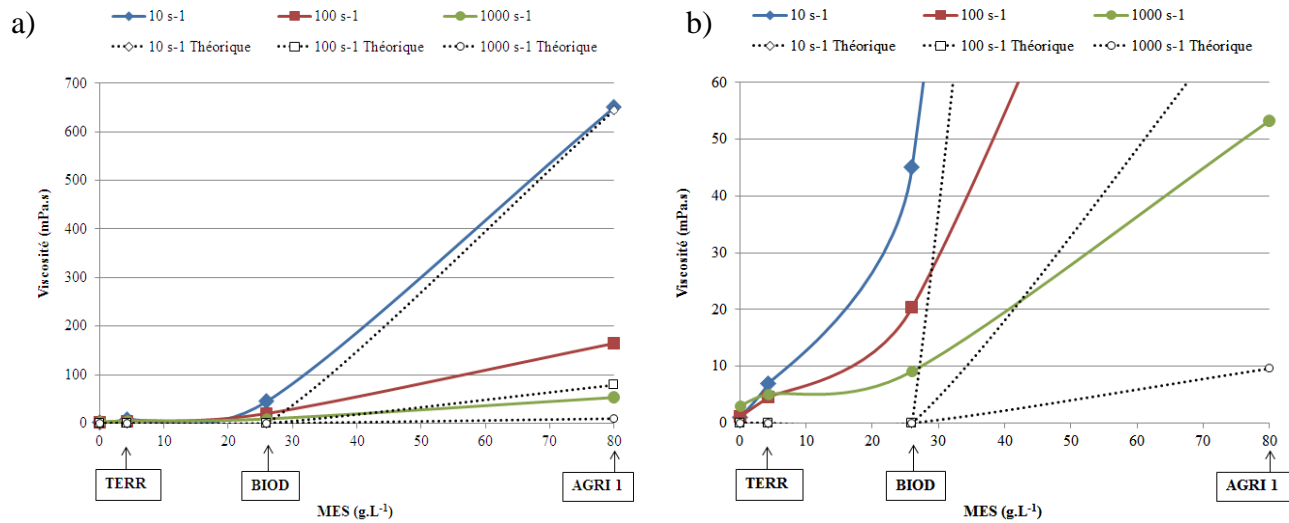 a)
10 s-1 100 s-1 1000 s-1
10 s-1 Théorique 100 s-1 Théorique 1000 s-1 Théorique
Viscosité (mPa.s)
700
600
500
400
300
200
100
0
0 10 20 30 40 50 60 70 80
TERR BIOD AGRI 1
MES (g.L-1)
b)
10 s-1 100 s-1 1000 s-1
10 s-1 Théorique 100 s-1 Théorique 1000 s-1 Théorique
Viscosité (mPa.s)
60
50
40
30
20
10
0
0 10 20 30 40 50 60 70 80
TERR BIOD AGRI 1
MES (g.L-1)